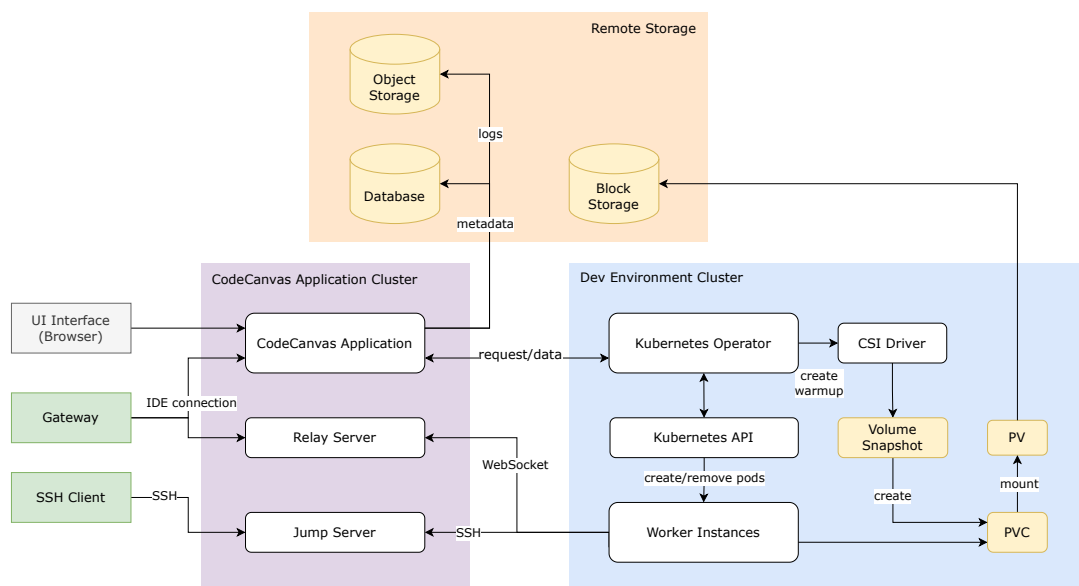 Remote Storage
Object
Storage
logs
Database
Block
Storage
metadata
CodeCanvas Application Cluster
Dev Environment Cluster
UI Interface
(Browser)
CodeCanvas Application
request/data
Kubernetes Operator
CSI Driver
create
warmup
IDE connection
Gateway
Relay Server
Kubernetes API
Volume
Snapshot
PV
WebSocket
create/remove pods
mount
SSH Client
SSH
create
Jump Server
SSH
Worker Instances
PVC